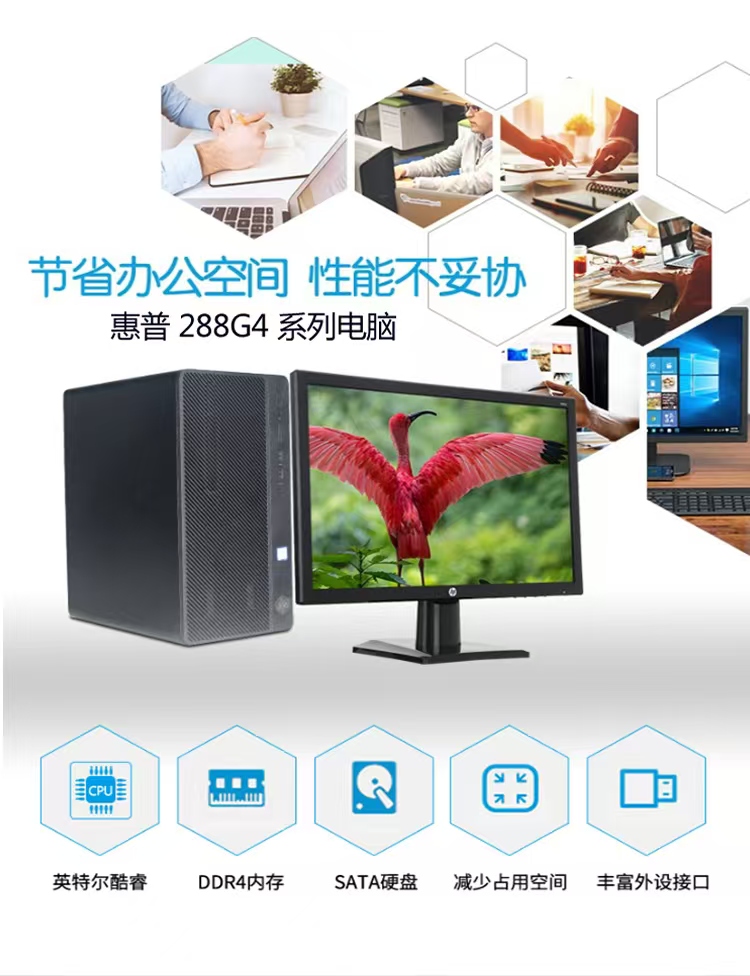 节省办公空间 性能不妥协
惠普 288G4 系列电脑
hp
CPU
英特尔酷睿
DDR4内存
SATA硬盘
减少占用空间
丰富外设接口